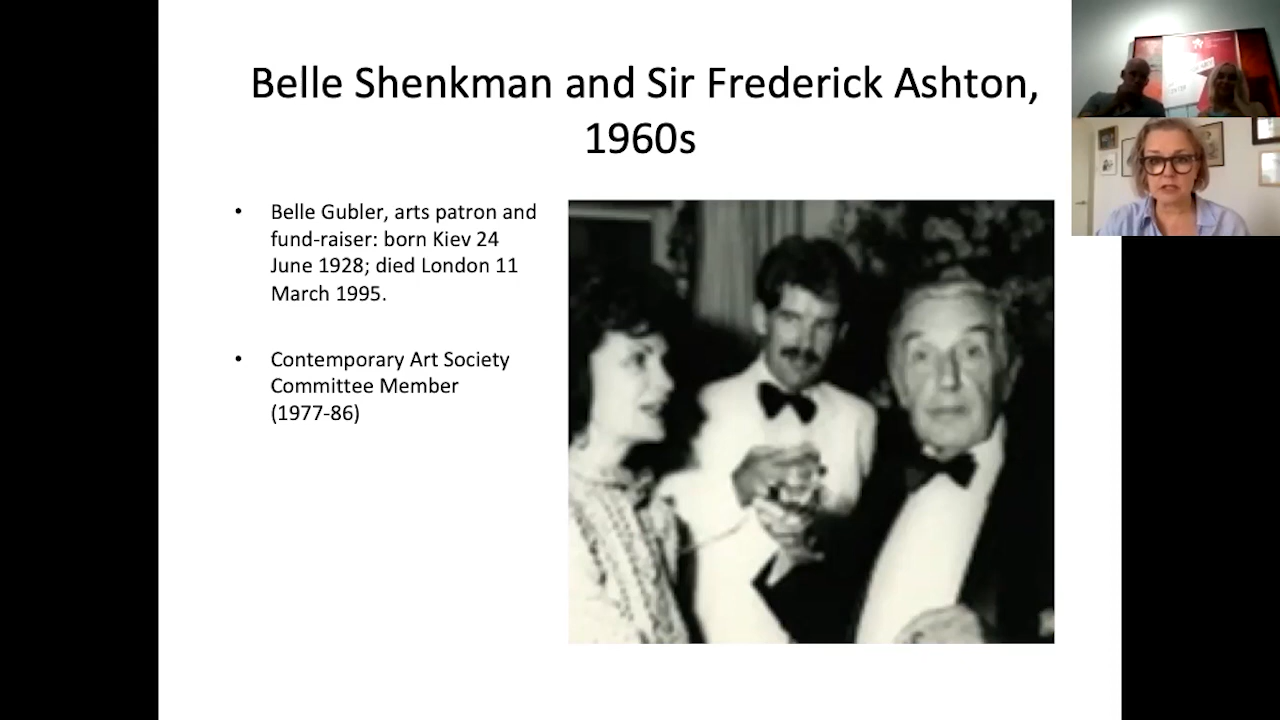 Belle Shenkman and Sir Frederick Ashton,
1960s
• Belle Gubler, arts patron and
fund-raiser: born Kiev 24
June 1928; died London 11
March 1995.
• Contemporary Art Society
Committee Member
(1977-86)